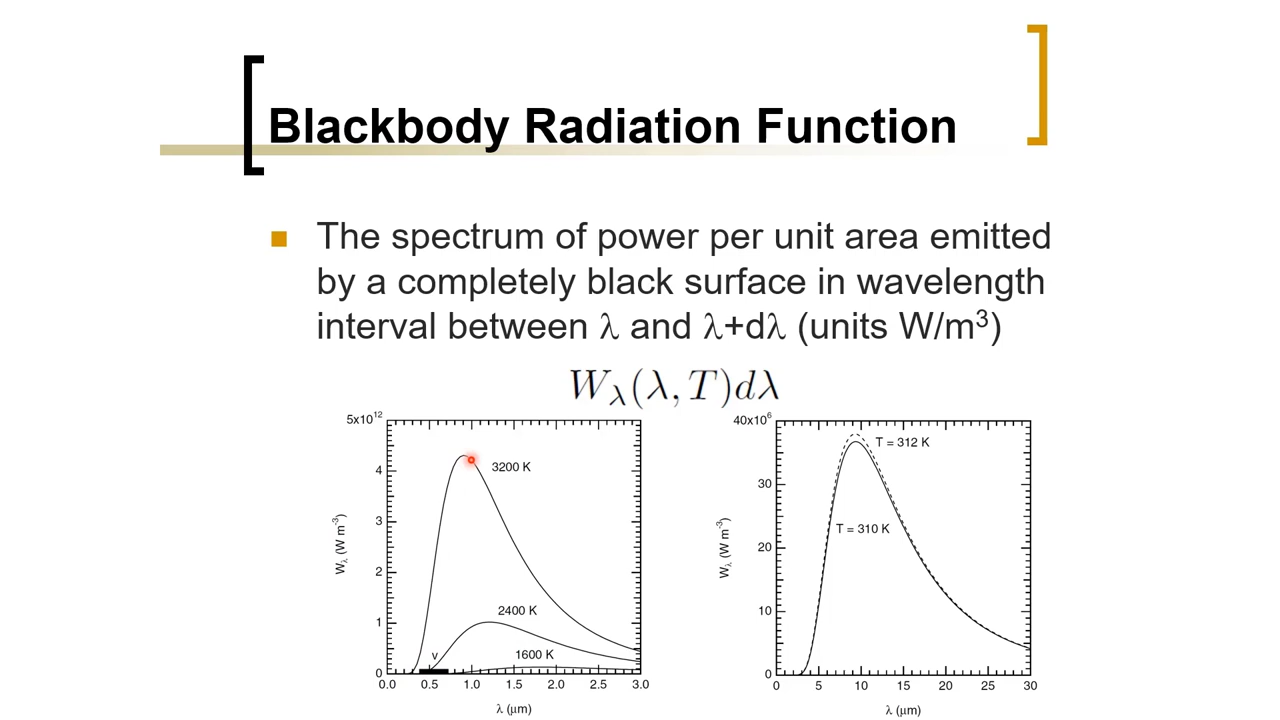 Blackbody Radiation Function
The spectrum of power per unit area emitted
by a completely black surface in wavelength
interval between λ and λ+dλ (units W/m³)
W_λ(λ, T)dλ
5x10¹²
4
3
2
1
0
W_λ (W m⁻³)
3200 K
2400 K
1600 K
v
0.0 0.5 1.0 1.5 2.0 2.5 3.0
λ (μm)
40x10⁶
30
20
10
0
W_λ (W m⁻³)
T = 312 K
T = 310 K
0 5 10 15 20 25 30
λ (μm)